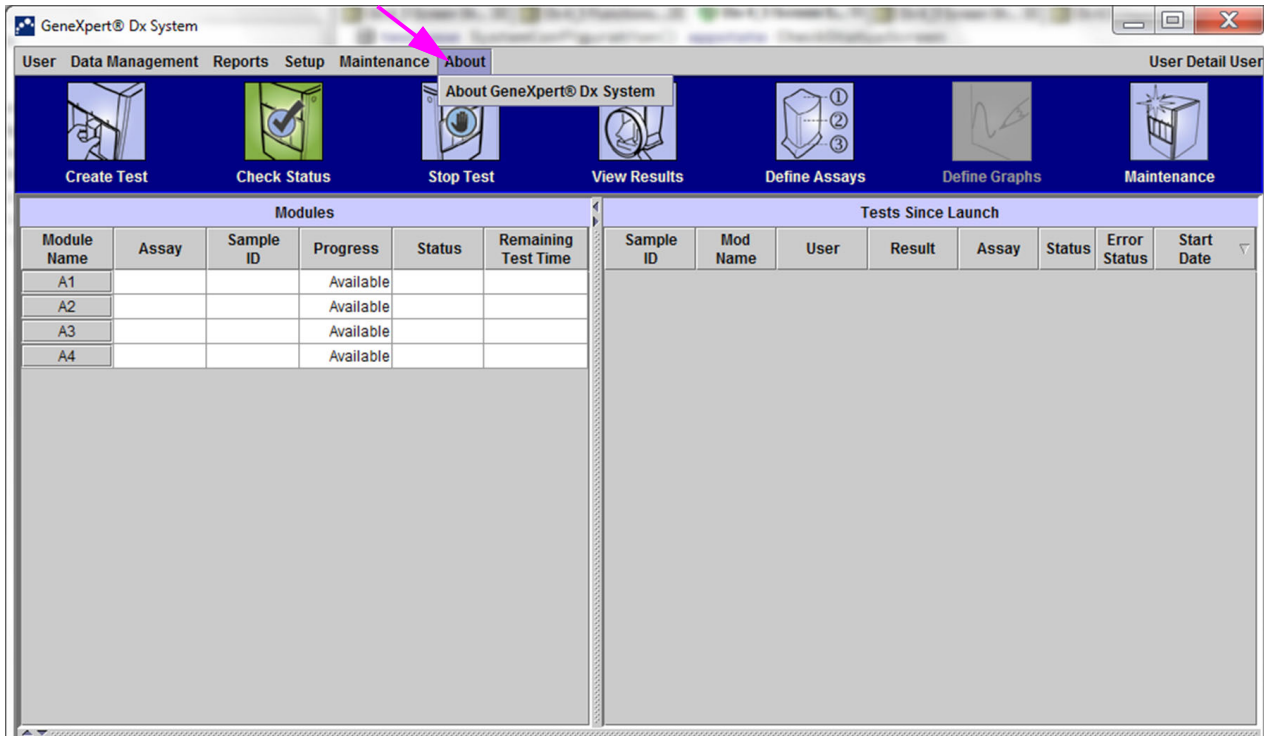 GeneXpert® Dx System
User Data Management Reports Setup Maintenance About User Detail User
About GeneXpert® Dx System
① ② ③
Create Test Check Status Stop Test View Results Define Assays Define Graphs Maintenance
Modules
Module Name Assay Sample ID Progress Status Remaining Test Time
A1 Available
A2 Available
A3 Available
A4 Available
Tests Since Launch
Sample ID Mod Name User Result Assay Status Error Status Start Date